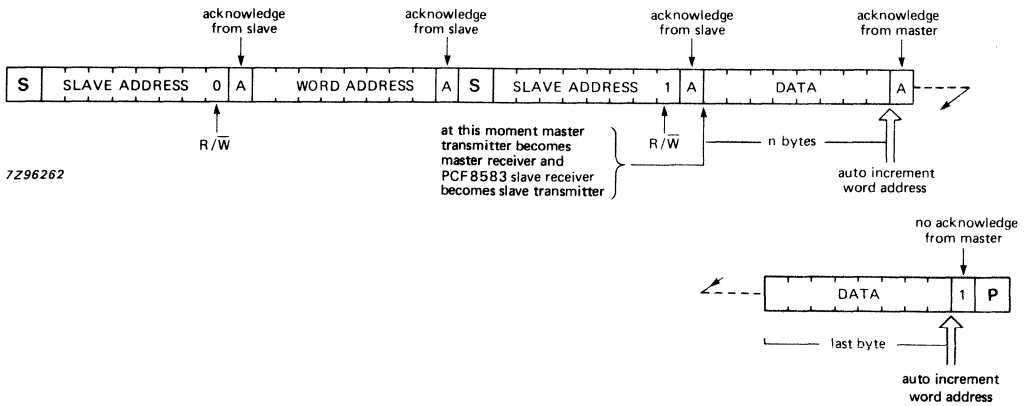 acknowledge
from slave
acknowledge
from slave
acknowledge
from slave
acknowledge
from master
S SLAVE ADDRESS 0 A WORD ADDRESS A S SLAVE ADDRESS 1 A DATA A
R/W̅
at this moment master
transmitter becomes
master receiver and
PCF8583 slave receiver
becomes slave transmitter
R/W̅
n bytes
auto increment
word address
7Z96262
no acknowledge
from master
DATA 1 P
last byte
auto increment
word address